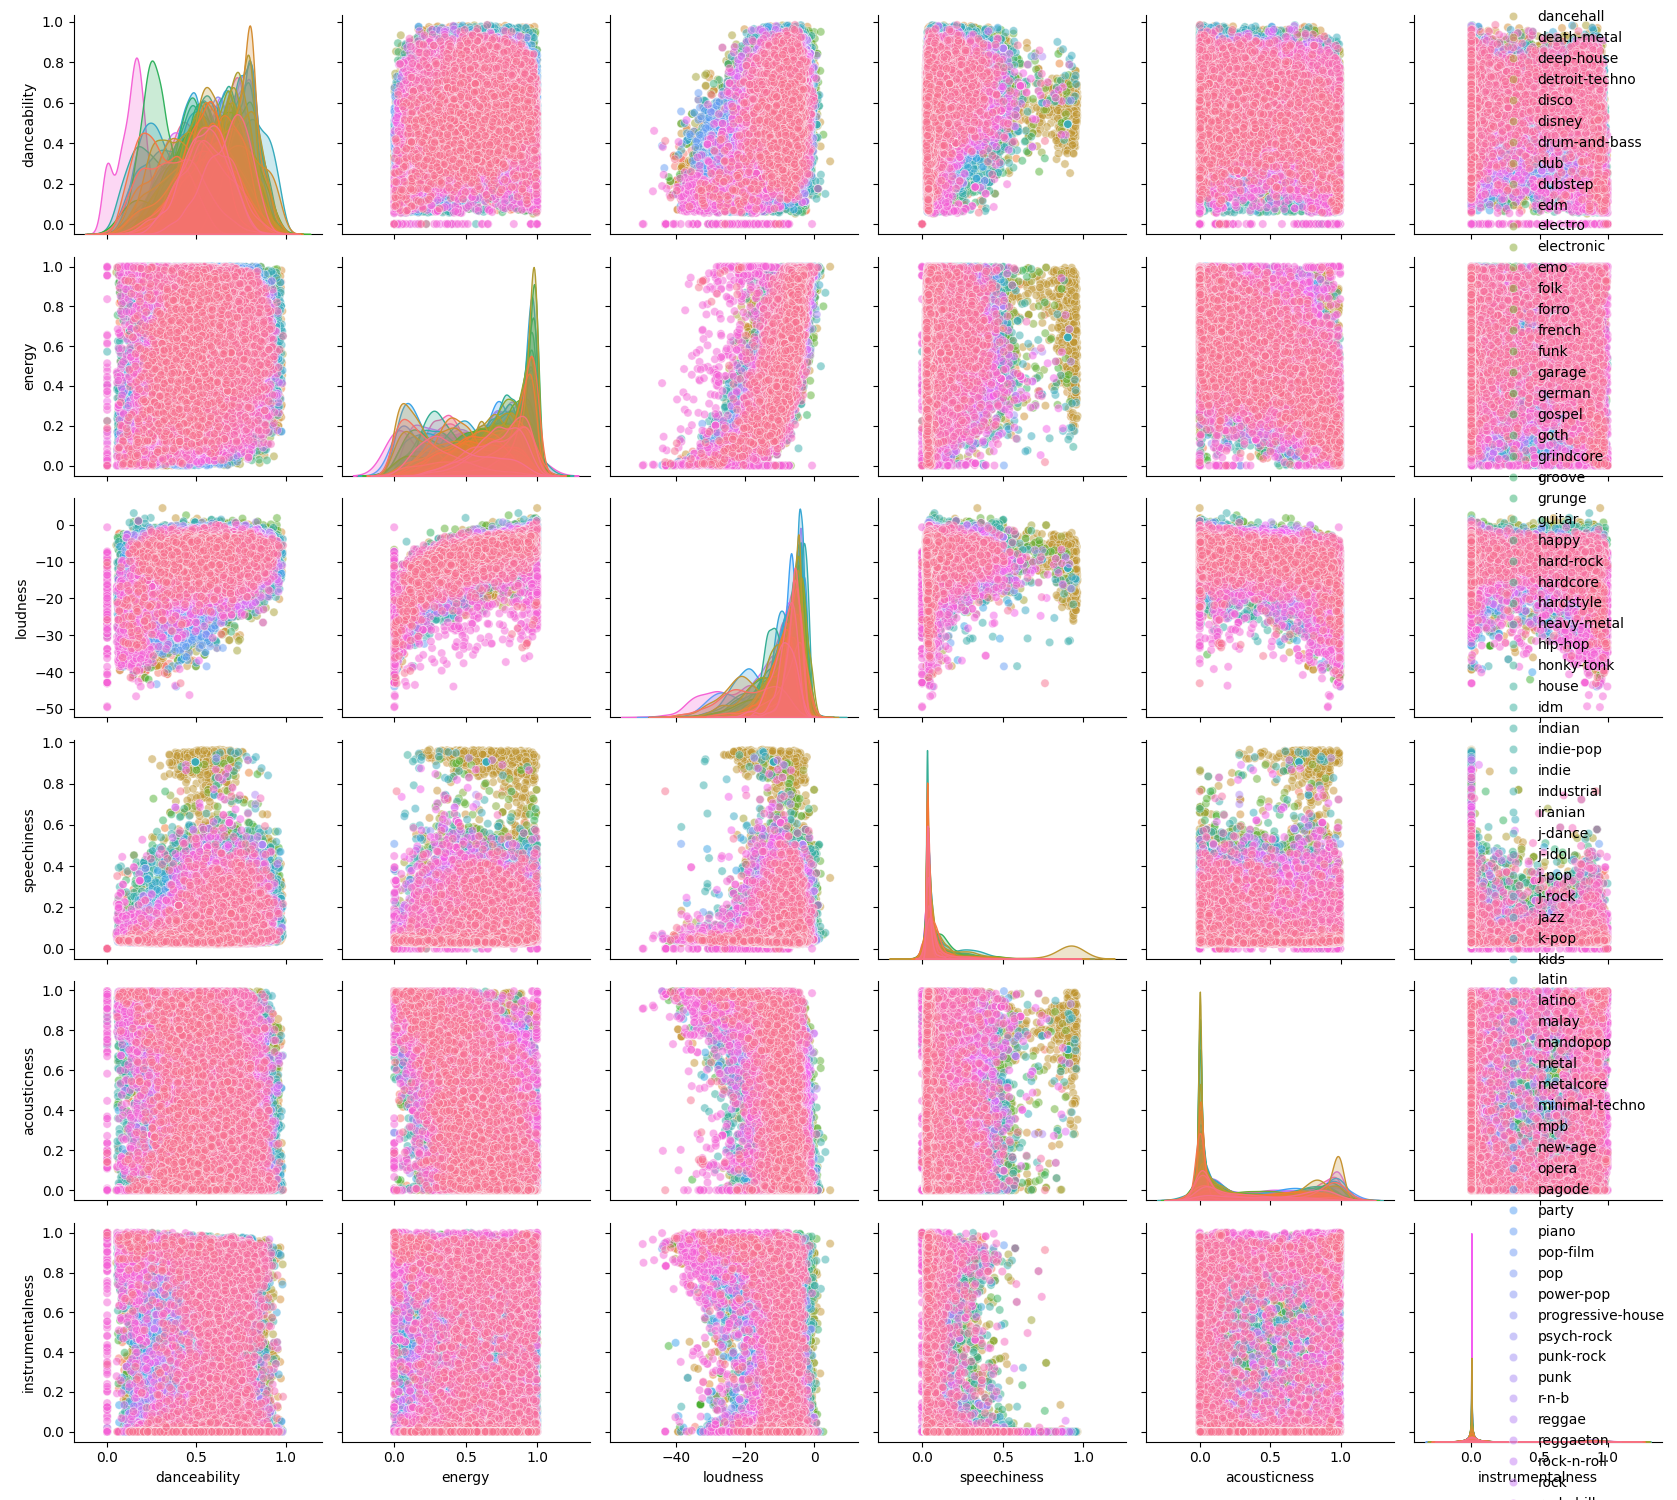 1.0
0.8
0.6
0.4
0.2
0.0
danceability
1.0
0.8
0.6
0.4
0.2
0.0
energy
0
−10
−20
−30
−40
−50
loudness
1.0
0.8
0.6
0.4
0.2
0.0
speechiness
1.0
0.8
0.6
0.4
0.2
0.0
acousticness
1.0
0.8
0.6
0.4
0.2
0.0
instrumentalness
0.0 0.5 1.0
danceability
0.0 0.5 1.0
energy
−40 −20 0
loudness
0.0 0.5 1.0
speechiness
0.0 0.5 1.0
acousticness
0.0 0.5 1.0
instrumentalness
dancehall
death-metal
deep-house
detroit-techno
disco
disney
drum-and-bass
dub
dubstep
edm
electro
electronic
emo
folk
forro
french
funk
garage
german
gospel
goth
grindcore
groove
grunge
guitar
happy
hard-rock
hardcore
hardstyle
heavy-metal
hip-hop
honky-tonk
house
idm
indian
indie-pop
indie
industrial
iranian
j-dance
j-idol
j-pop
j-rock
jazz
k-pop
kids
latin
latino
malay
mandopop
metal
metalcore
minimal-techno
mpb
new-age
opera
pagode
party
piano
pop-film
pop
power-pop
progressive-house
psych-rock
punk-rock
punk
r-n-b
reggae
reggaeton
rock-n-roll
rock